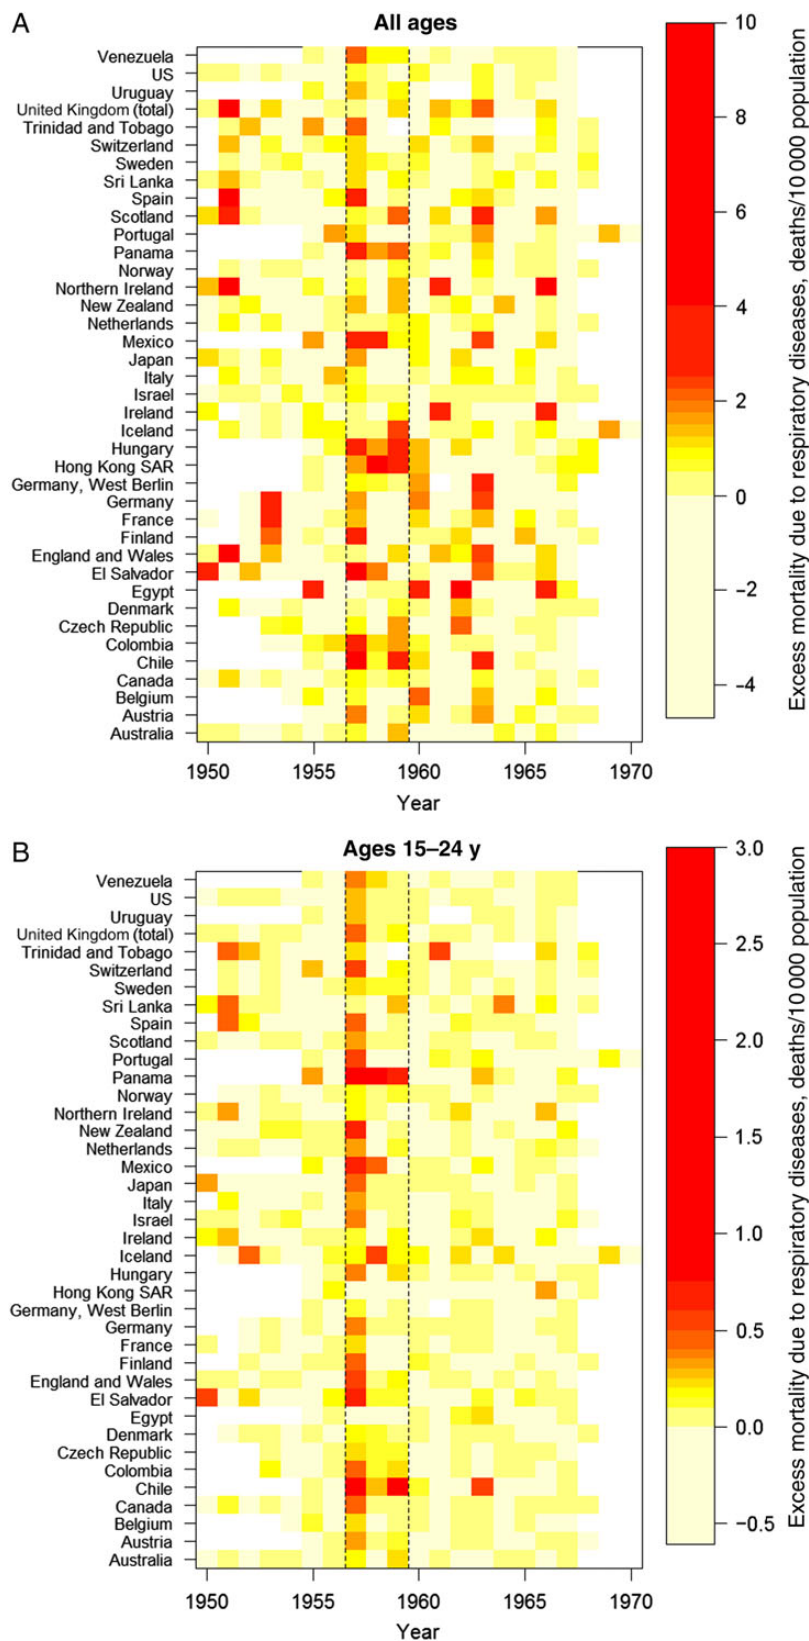 A
All ages
Venezuela
US
Uruguay
United Kingdom (total)
Trinidad and Tobago
Switzerland
Sweden
Sri Lanka
Spain
Scotland
Portugal
Panama
Norway
Northern Ireland
New Zealand
Netherlands
Mexico
Japan
Italy
Israel
Ireland
Iceland
Hungary
Hong Kong SAR
Germany, West Berlin
Germany
France
Finland
England and Wales
El Salvador
Egypt
Denmark
Czech Republic
Colombia
Chile
Canada
Belgium
Austria
Australia
1950 1955 1960 1965 1970
Year
10
8
6
4
2
0
−2
−4
Excess mortality due to respiratory diseases, deaths/10 000 population
B
Ages 15–24 y
Venezuela
US
Uruguay
United Kingdom (total)
Trinidad and Tobago
Switzerland
Sweden
Sri Lanka
Spain
Scotland
Portugal
Panama
Norway
Northern Ireland
New Zealand
Netherlands
Mexico
Japan
Italy
Israel
Ireland
Iceland
Hungary
Hong Kong SAR
Germany, West Berlin
Germany
France
Finland
England and Wales
El Salvador
Egypt
Denmark
Czech Republic
Colombia
Chile
Canada
Belgium
Austria
Australia
1950 1955 1960 1965 1970
Year
3.0
2.5
2.0
1.5
1.0
0.5
0.0
−0.5
Excess mortality due to respiratory diseases, deaths/10 000 population